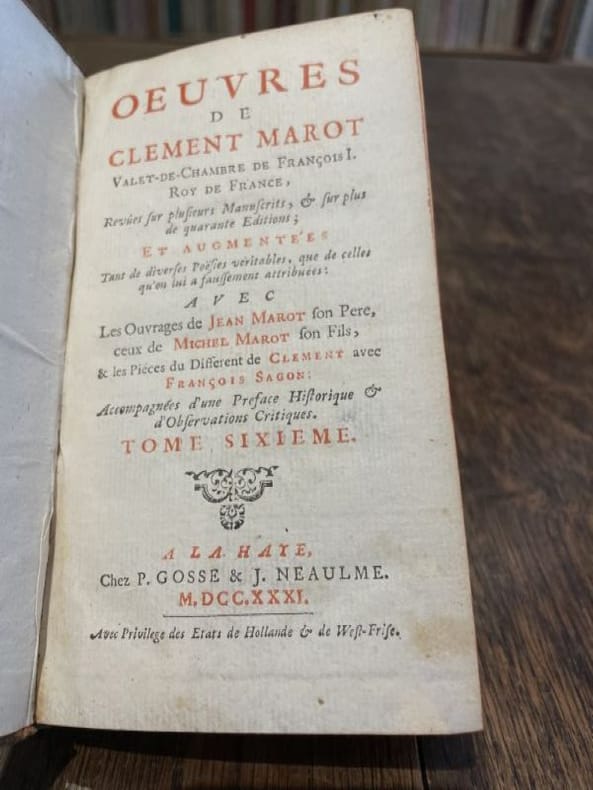 OEUVRES
DE
CLEMENT MAROT
VALET-DE-CHAMBRE DE FRANÇOIS I.
ROY DE FRANCE,
Revûes ſur pluſieurs Manuſcrits, & ſur plus
de quarante Editions;
ET AUGMENTE'ES
Tant de diverſes Poëſies veritables, que de celles
qu'on lui a fauſſement attribuées:
AVEC
Les Ouvrages de JEAN MAROT ſon Pere,
ceux de MICHEL MAROT ſon Fils,
& les Piéces du Different de CLEMENT avec
FRANÇOIS SAGON:
Accompagnées d'une Preface Hiſtorique &
d'Obſervations Critiques.
TOME SIXIEME.
A LA HAYE,
Chez P. GOSSE & J. NEAULME.
M.DCC.XXXI.
Avec Privilege des Etats de Hollande & de Weſt-Friſe.